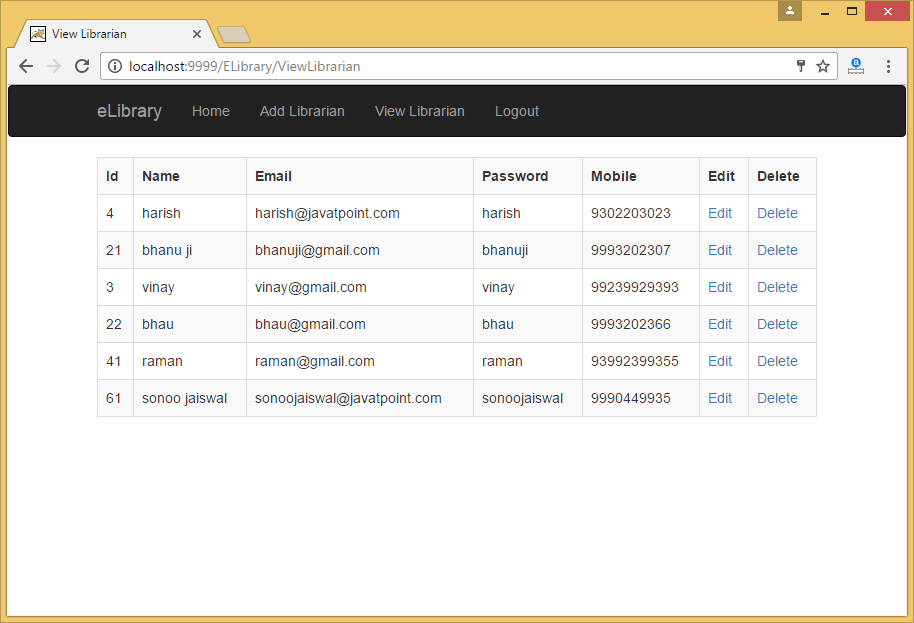 View Librarian
localhost:9999/ELibrary/ViewLibrarian
eLibrary Home Add Librarian View Librarian Logout
Id Name Email Password Mobile Edit Delete
4 harish harish@javatpoint.com harish 9302203023 Edit Delete
21 bhanu ji bhanuji@gmail.com bhanuji 9993202307 Edit Delete
3 vinay vinay@gmail.com vinay 99239929393 Edit Delete
22 bhau bhau@gmail.com bhau 9993202366 Edit Delete
41 raman raman@gmail.com raman 93992399355 Edit Delete
61 sonoo jaiswal sonoojaiswal@javatpoint.com sonoojaiswal 9990449935 Edit Delete